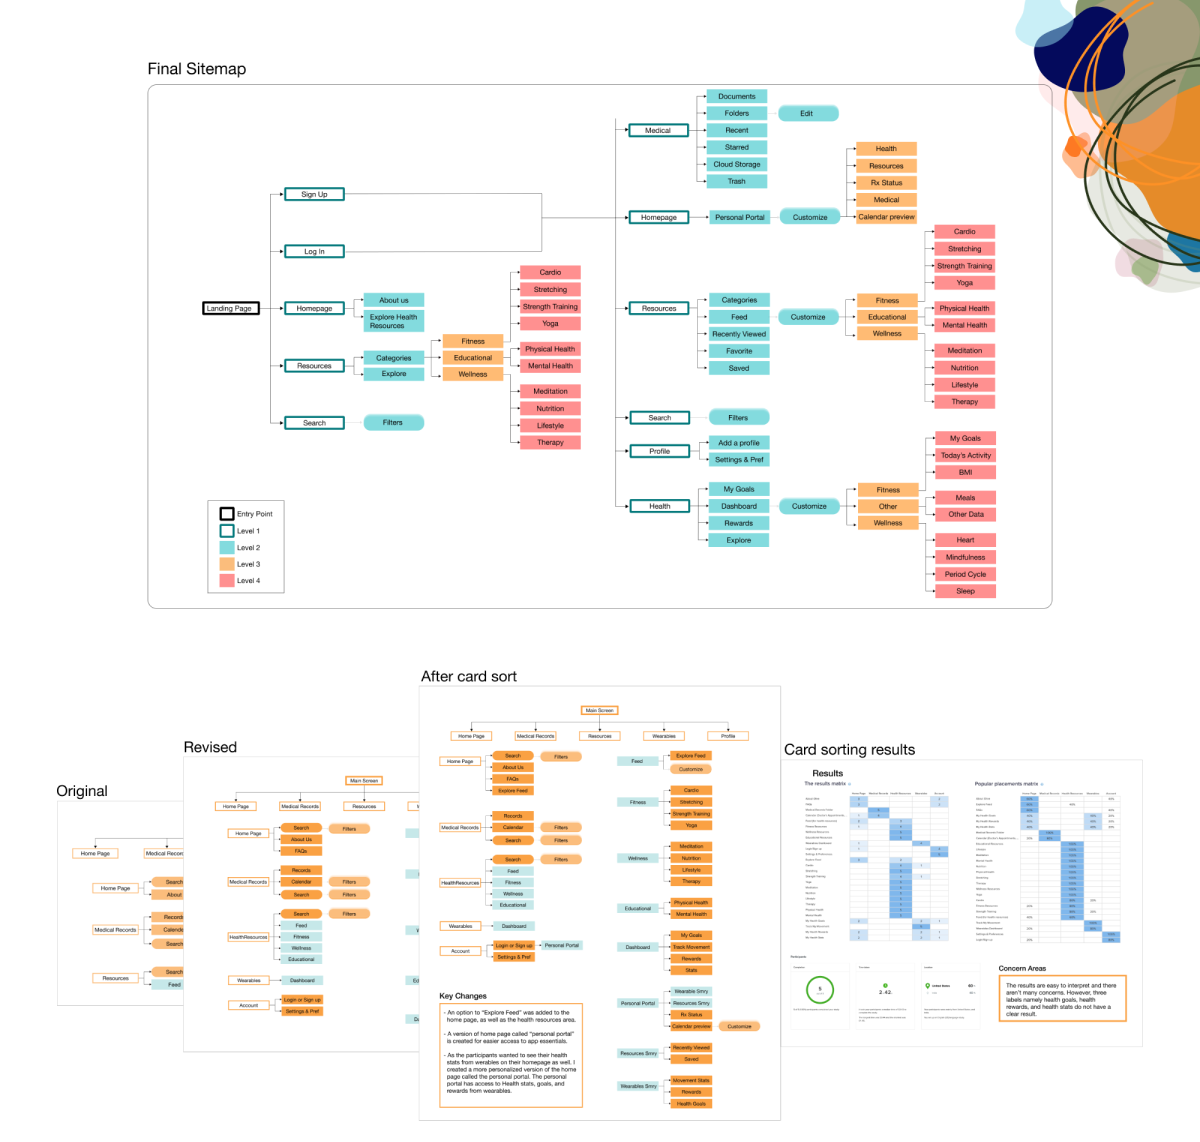 Final Sitemap
Landing Page
Sign Up
Log In
Homepage
About us
Explore Health
Resources
Resources
Categories
Explore
Fitness
Educational
Wellness
Cardio
Stretching
Strength Training
Yoga
Physical Health
Mental Health
Meditation
Nutrition
Lifestyle
Therapy
Search
Filters
Medical
Documents
Folders
Edit
Recent
Starred
Cloud Storage
Trash
Homepage
Personal Portal
Customize
Health
Resources
Rx Status
Medical
Calendar preview
Resources
Categories
Feed
Recently Viewed
Favorite
Saved
Customize
Fitness
Educational
Wellness
Cardio
Stretching
Strength Training
Yoga
Physical Health
Mental Health
Meditation
Nutrition
Lifestyle
Therapy
Search
Filters
Profile
Add a profile
Settings & Pref
Health
My Goals
Dashboard
Rewards
Explore
Customize
Fitness
Other
Wellness
My Goals
Today's Activity
BMI
Meals
Other Data
Heart
Mindfulness
Period Cycle
Sleep
Entry Point
Level 1
Level 2
Level 3
Level 4
Original
Home Page
Medical Recor
Home Page
Search
About
Medical Records
Records
Calenda
Search
Resources
Search
Feed
Revised
Main Screen
Home Page
Medical Records
Resources
Home Page
Search
Filters
About Us
FAQs
Medical Records
Records
Calendar
Filters
Search
Filters
HealthResources
Search
Filters
Feed
Fitness
Wellness
Educational
Wearables
Dashboard
Account
Login or Sign up
Settings & Pref
After card sort
Main Screen
Home Page
Medical Records
Resources
Wearables
Profile
Home Page
Search
Filters
About Us
FAQs
Explore Feed
Medical Records
Records
Calendar
Filters
Search
Filters
HealthResources
Search
Filters
Feed
Fitness
Wellness
Educational
Wearables
Dashboard
Account
Login or Sign up
Personal Portal
Settings & Pref
Feed
Explore Feed
Customize
Fitness
Cardio
Stretching
Strength Training
Yoga
Wellness
Meditation
Nutrition
Lifestyle
Therapy
Educational
Physical Health
Mental Health
Dashboard
My Goals
Track Movement
Rewards
Stats
Personal Portal
Wearable Smry
Resources Smry
Rx Status
Calendar preview
Customize
Resources Smry
Recently Viewed
Saved
Wearables Smry
Movement Stats
Rewards
Health Goals
Key Changes
- An option to "Explore Feed" was added to the
home page, as well as the health resources area.
- A version of home page called "personal portal"
is created for easier access to app essentials.
- As the participants wanted to see their health
stats from werables on their homepage as well. I
created a more personalized version of the home
page called the personal portal. The personal
portal has access to Health stats, goals, and
rewards from wearables.
Card sorting results
Results
The results matrix
Popular placements matrix
Concern Areas
The results are easy to interpret and there
aren't many concerns. However, three
labels namely health goals, health
rewards, and health stats do not have a
clear result.